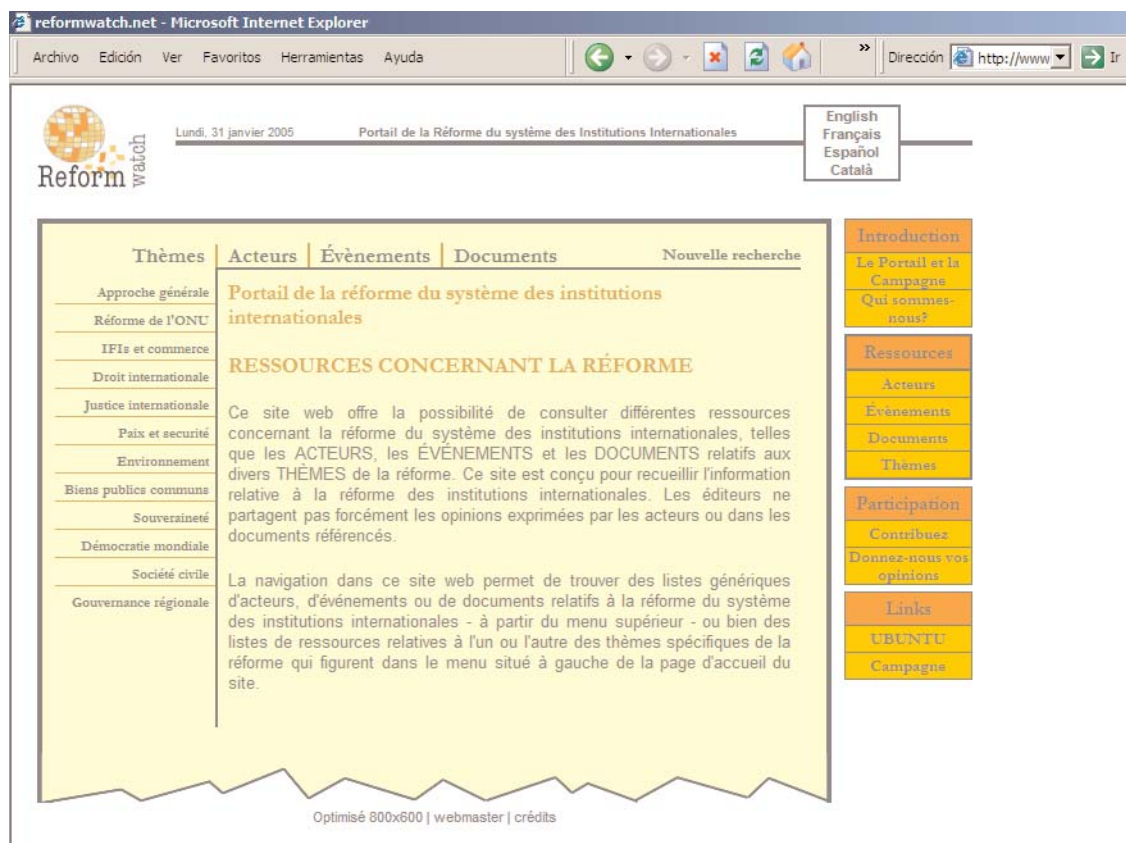 reformwatch.net - Microsoft Internet Explorer
Archivo Edición Ver Favoritos Herramientas Ayuda » Dirección http://www Ir
Reform watch
Lundi, 31 janvier 2005 Portail de la Réforme du système des Institutions Internationales
English
Français
Español
Català
Thèmes Acteurs Évènements Documents Nouvelle recherche
Approche générale
Réforme de l'ONU
IFIs et commerce
Droit internationale
Justice internationale
Paix et securité
Environnement
Biens publics communs
Souveraineté
Démocratie mondiale
Société civile
Gouvernance régionale
Portail de la réforme du système des institutions
internationales
RESSOURCES CONCERNANT LA RÉFORME
Ce site web offre la possibilité de consulter différentes ressources
concernant la réforme du système des institutions internationales, telles
que les ACTEURS, les ÉVÉNEMENTS et les DOCUMENTS relatifs aux
divers THÈMES de la réforme. Ce site est conçu pour recueillir l'information
relative à la réforme des institutions internationales. Les éditeurs ne
partagent pas forcément les opinions exprimées par les acteurs ou dans les
documents référencés.
La navigation dans ce site web permet de trouver des listes génériques
d'acteurs, d'événements ou de documents relatifs à la réforme du système
des institutions internationales - à partir du menu supérieur - ou bien des
listes de ressources relatives à l'un ou l'autre des thèmes spécifiques de la
réforme qui figurent dans le menu situé à gauche de la page d'accueil du
site.
Introduction
Le Portail et la
Campagne
Qui sommes-
nous?
Ressources
Acteurs
Évènements
Documents
Thèmes
Participation
Contribuez
Donnez-nous vos
opinions
Links
UBUNTU
Campagne
Optimisé 800x600 | webmaster | crédits